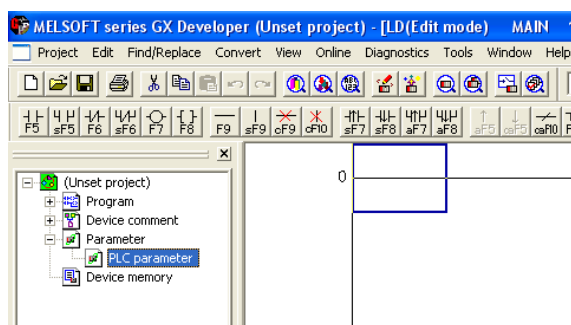 MELSOFT series GX Developer (Unset project) - [LD(Edit mode) MAIN
Project Edit Find/Replace Convert View Online Diagnostics Tools Window Help
F5 sF5 F6 sF6 F7 F8 F9 sF9 cF9 cF10 sF7 sF8 aF7 aF8 aF5 caF5 caF10
(Unset project)
Program
Device comment
Parameter
PLC parameter
Device memory
0